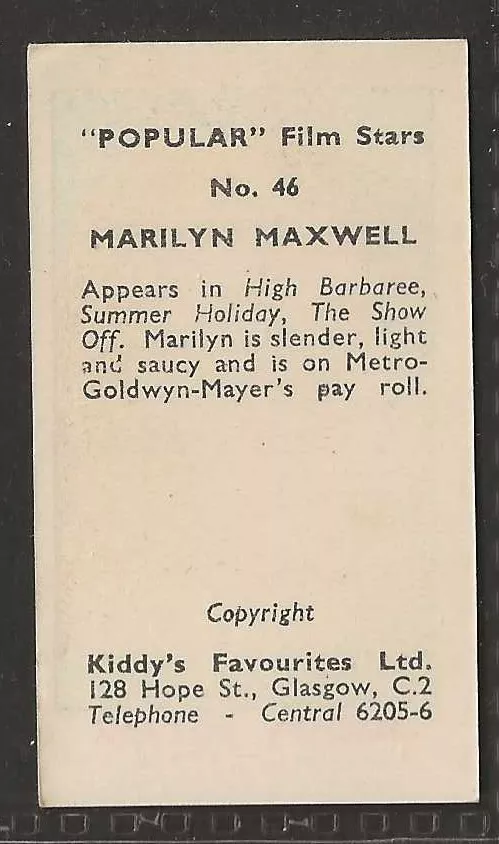 "POPULAR" Film Stars
No. 46
MARILYN MAXWELL
Appears in High Barbaree,
Summer Holiday, The Show
Off. Marilyn is slender, light
and saucy and is on Metro-
Goldwyn-Mayer's pay roll.
Copyright
Kiddy's Favourites Ltd.
128 Hope St., Glasgow, C.2
Telephone - Central 6205-6